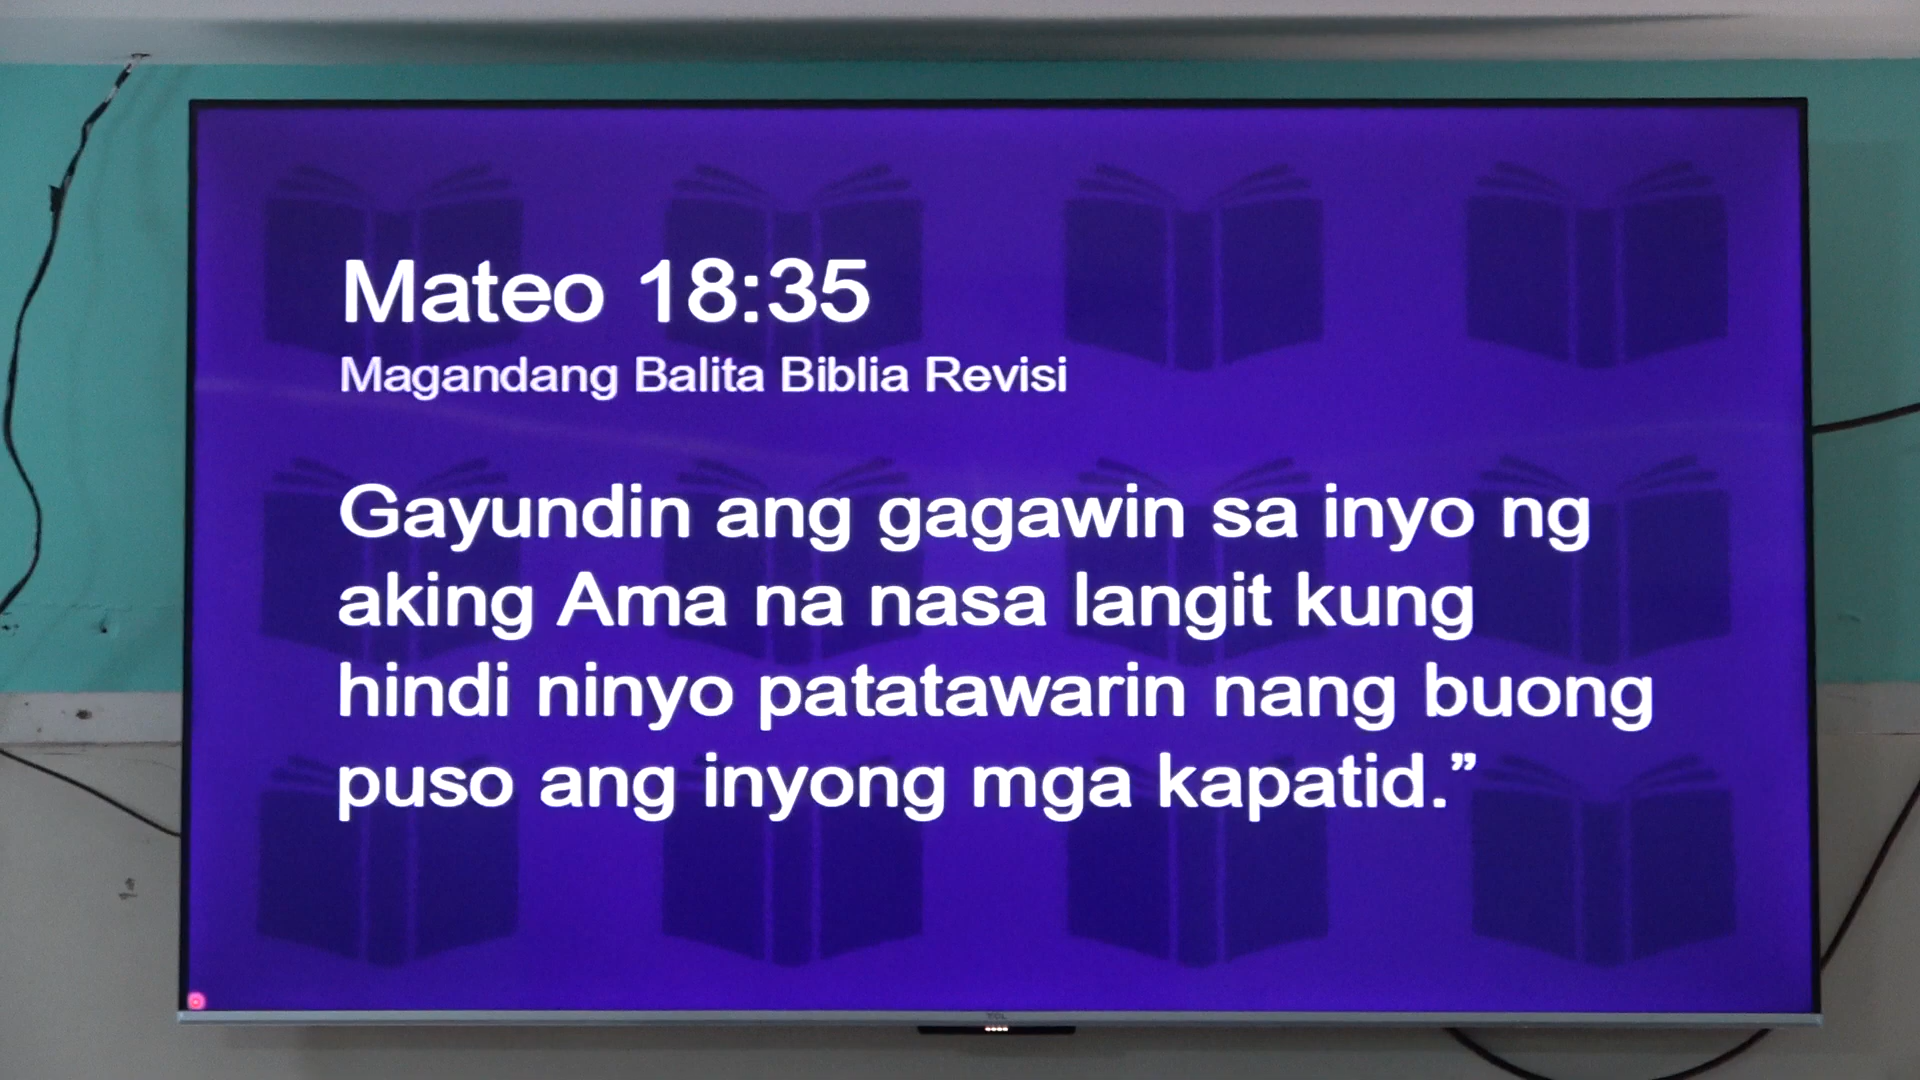 Mateo 18:35
Magandang Balita Biblia Revisi
Gayundin ang gagawin sa inyo ng
aking Ama na nasa langit kung
hindi ninyo patatawarin nang buong
puso ang inyong mga kapatid.”
TCL